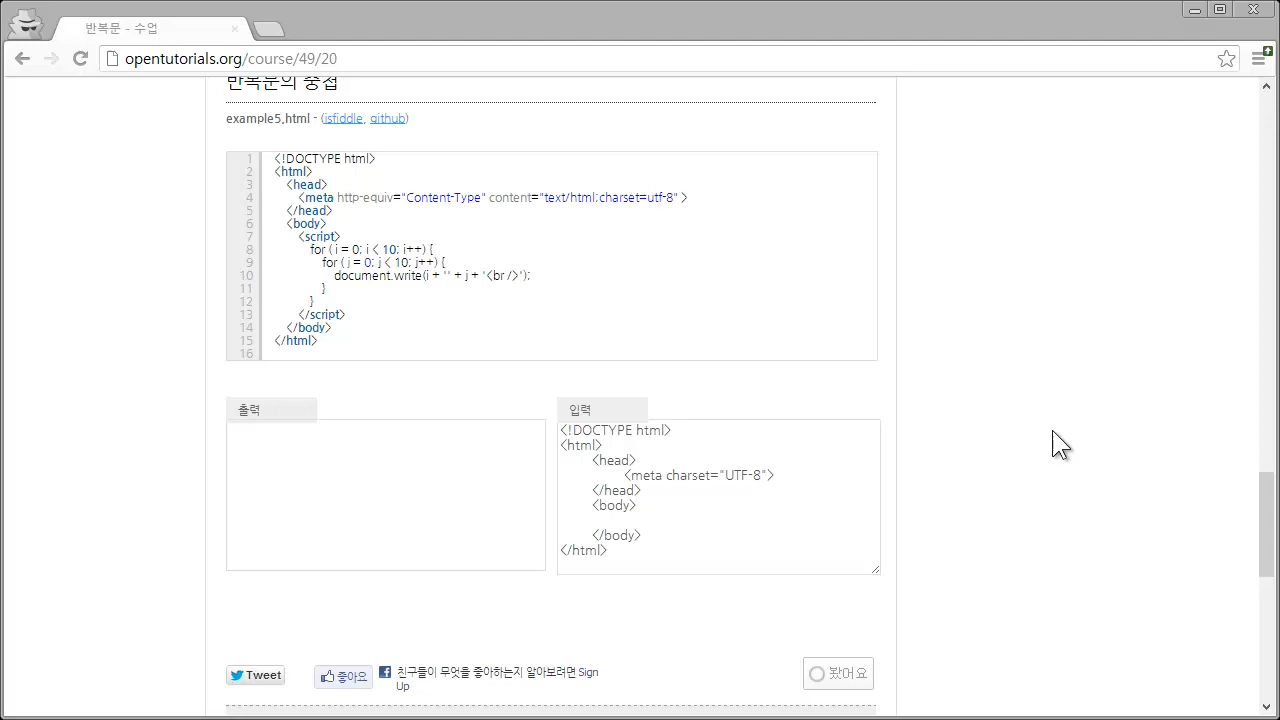 반복문 - 수업
opentutorials.org/course/49/20
반복문의 중첩
example5.html - (jsfiddle, github)
1 <!DOCTYPE html>
2 <html>
3 <head>
4 <meta http-equiv="Content-Type" content="text/html;charset=utf-8" >
5 </head>
6 <body>
7 <script>
8 for ( i = 0; i < 10; i++) {
9 for ( j = 0; j < 10; j++) {
10 document.write(i + '' + j + '<br />');
11 }
12 }
13 </script>
14 </body>
15 </html>
16
출력 입력
<!DOCTYPE html>
<html>
<head>
<meta charset="UTF-8">
</head>
<body>
</body>
</html>
Tweet 좋아요 친구들이 무엇을 좋아하는지 알아보려면 Sign
Up
봤어요